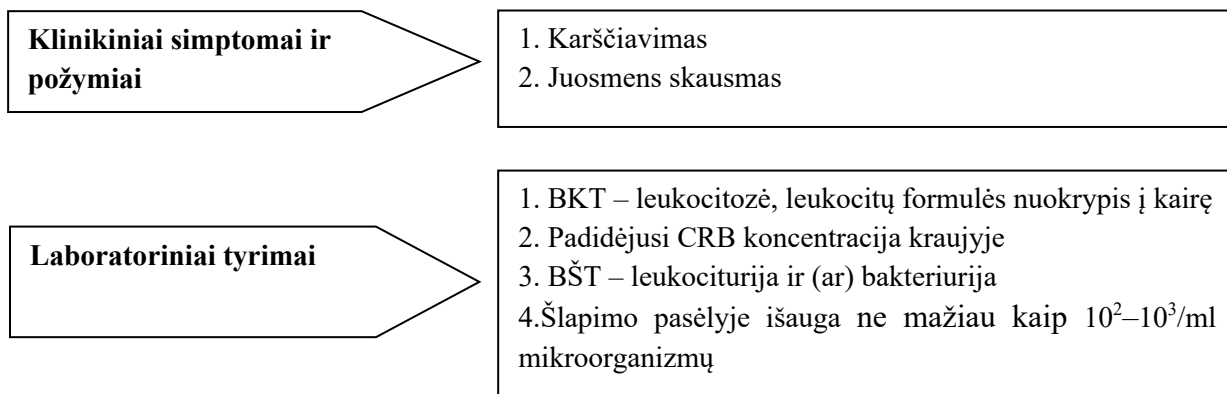 Klinikiniai simptomai ir
požymiai
1. Karščiavimas
2. Juosmens skausmas
Laboratoriniai tyrimai
1. BKT – leukocitozė, leukocitų formulės nuokrypis į kairę
2. Padidėjusi CRB koncentracija kraujyje
3. BŠT – leukociturija ir (ar) bakteriurija
4.Šlapimo pasėlyje išauga ne mažiau kaip 10²–10³/ml
mikroorganizmų